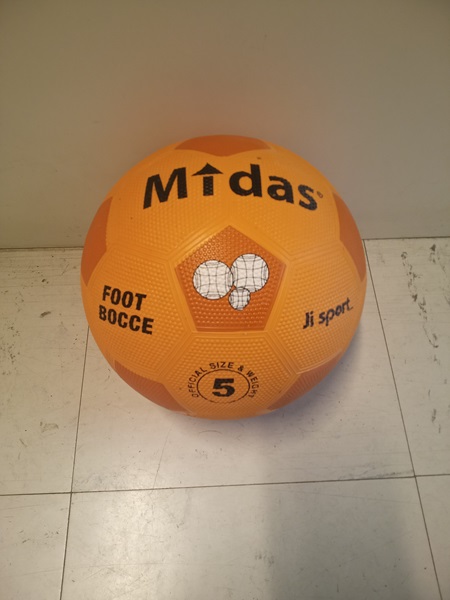 Midas®
FOOT
BOCCE
Ji sport.
OFFICIAL SIZE & WEIGHT
5